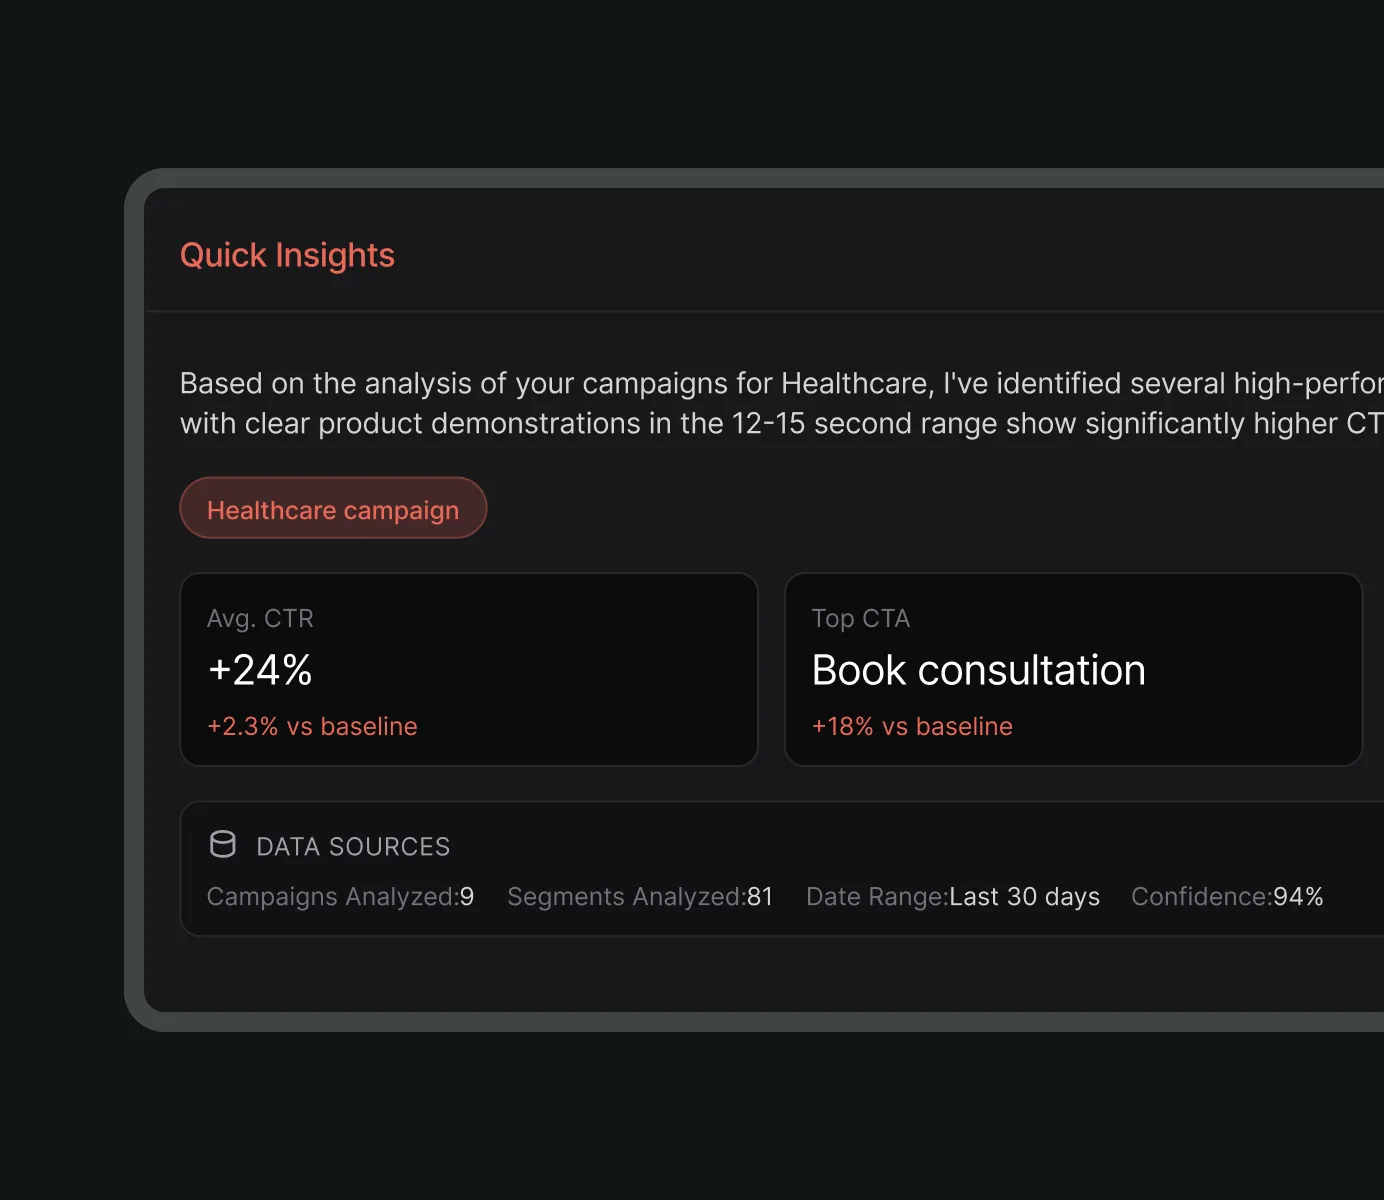 Quick Insights
Based on the analysis of your campaigns for Healthcare, I've identified several
with clear product demonstrations in the 12-15 second range show significantly higher
Healthcare campaign
Avg. CTR
+24%
+2.3% vs baseline
Top CTA
Book consultation
+18% vs baseline
DATA SOURCES
Campaigns Analyzed:9 Segments Analyzed:81 Date Range:Last 30 days Confidence:94%